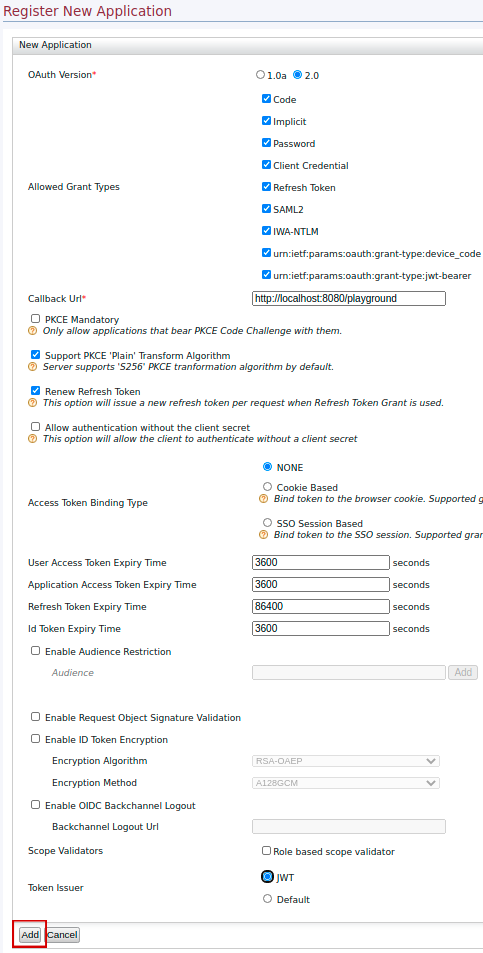 Register New Application
New Application
OAuth Version* 1.0a 2.0
Code
Implicit
Password
Client Credential
Allowed Grant Types Refresh Token
SAML2
IWA-NTLM
urn:ietf:params:oauth:grant-type:device_code
urn:ietf:params:oauth:grant-type:jwt-bearer
Callback Url* http://localhost:8080/playground
PKCE Mandatory
Only allow applications that bear PKCE Code Challenge with them.
Support PKCE 'Plain' Transform Algorithm
Server supports 'S256' PKCE tranformation algorithm by default.
Renew Refresh Token
This option will issue a new refresh token per request when Refresh Token Grant is used.
Allow authentication without the client secret
This option will allow the client to authenticate without a client secret
NONE
Cookie Based
Bind token to the browser cookie. Supported g
Access Token Binding Type
SSO Session Based
Bind token to the SSO session. Supported gran
User Access Token Expiry Time 3600 seconds
Application Access Token Expiry Time 3600 seconds
Refresh Token Expiry Time 86400 seconds
Id Token Expiry Time 3600 seconds
Enable Audience Restriction
Audience Add
Enable Request Object Signature Validation
Enable ID Token Encryption
Encryption Algorithm RSA-OAEP
Encryption Method A128GCM
Enable OIDC Backchannel Logout
Backchannel Logout Url
Scope Validators Role based scope validator
JWT
Token Issuer
Default
Add Cancel